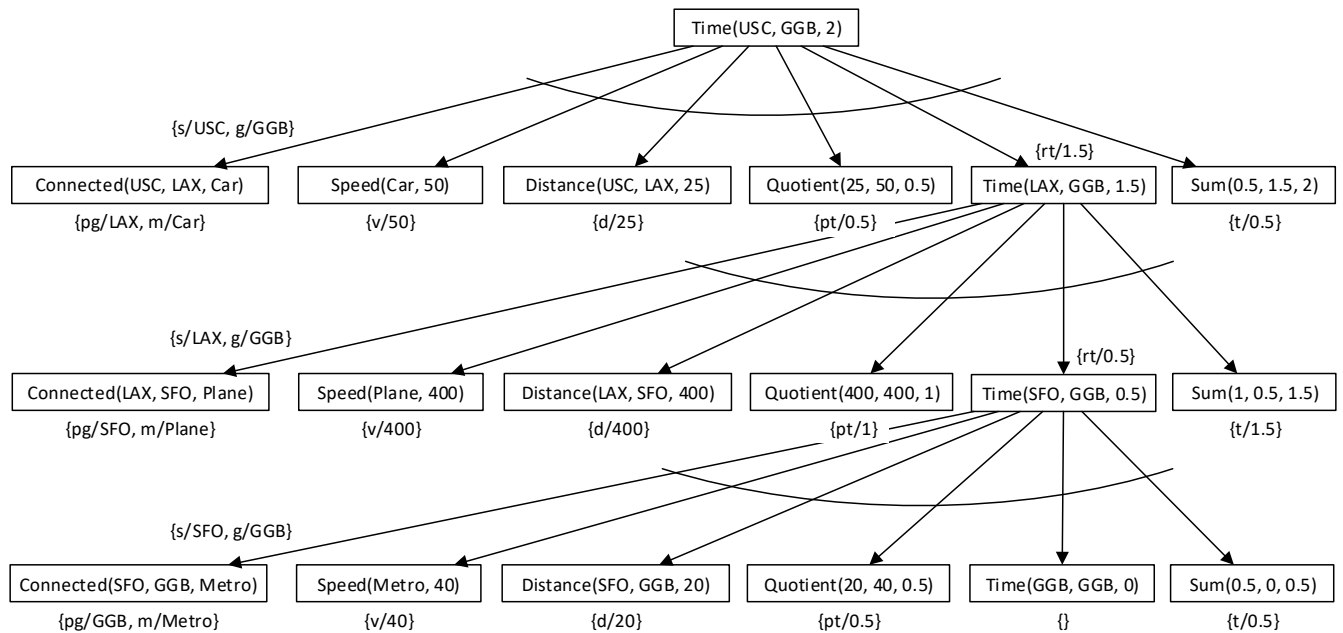 Time(USC, GGB, 2)
{s/USC, g/GGB}
{rt/1.5}
Connected(USC, LAX, Car)
Speed(Car, 50)
Distance(USC, LAX, 25)
Quotient(25, 50, 0.5)
Time(LAX, GGB, 1.5)
Sum(0.5, 1.5, 2)
{pg/LAX, m/Car}
{v/50}
{d/25}
{pt/0.5}
{t/0.5}
{s/LAX, g/GGB}
{rt/0.5}
Connected(LAX, SFO, Plane)
Speed(Plane, 400)
Distance(LAX, SFO, 400)
Quotient(400, 400, 1)
Time(SFO, GGB, 0.5)
Sum(1, 0.5, 1.5)
{pg/SFO, m/Plane}
{v/400}
{d/400}
{pt/1}
{t/1.5}
{s/SFO, g/GGB}
Connected(SFO, GGB, Metro)
Speed(Metro, 40)
Distance(SFO, GGB, 20)
Quotient(20, 40, 0.5)
Time(GGB, GGB, 0)
Sum(0.5, 0, 0.5)
{pg/GGB, m/Metro}
{v/40}
{d/20}
{pt/0.5}
{}
{t/0.5}